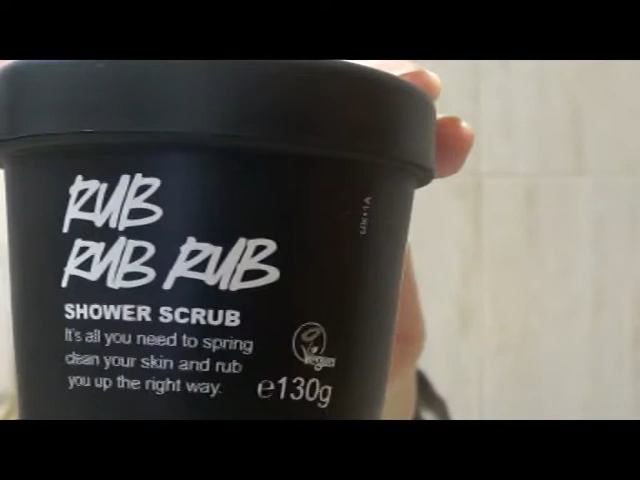 RUB
RUB RUB
SHOWER SCRUB
It's all you need to spring
clean your skin and rub
you up the right way.
Vegan
e130g